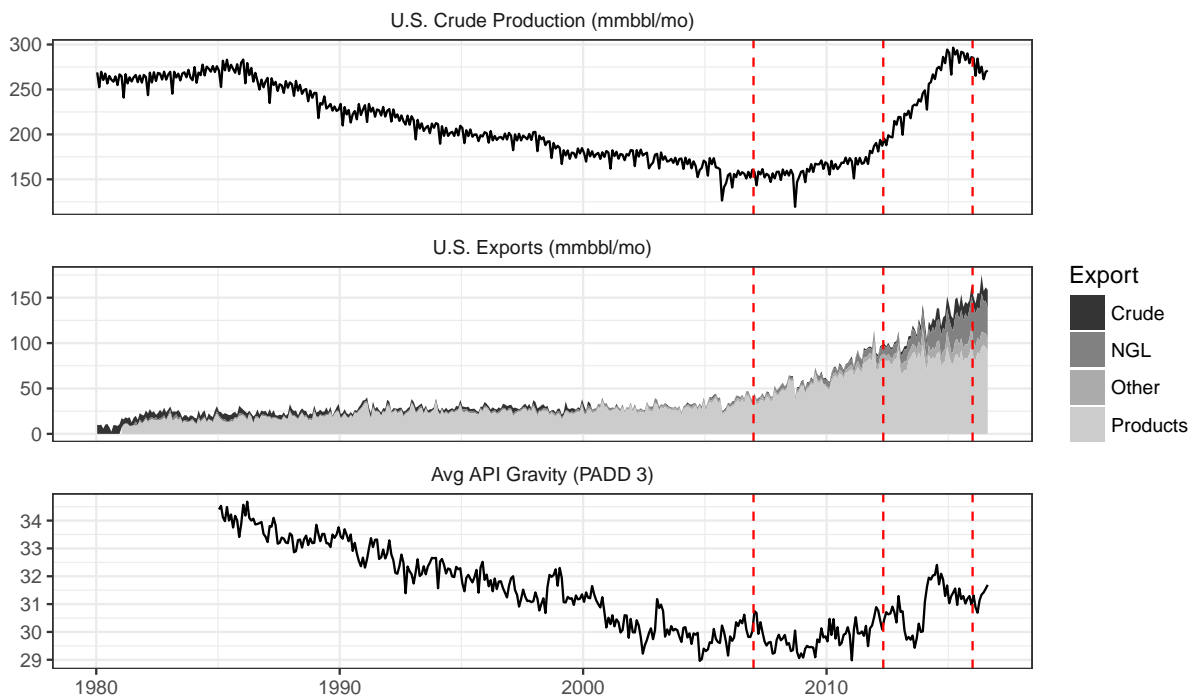 U.S. Crude Production (mmbbl/mo)
300
250
200
150
U.S. Exports (mmbbl/mo)
150
100
50
0
Export
Crude
NGL
Other
Products
Avg API Gravity (PADD 3)
34
33
32
31
30
29
1980 1990 2000 2010